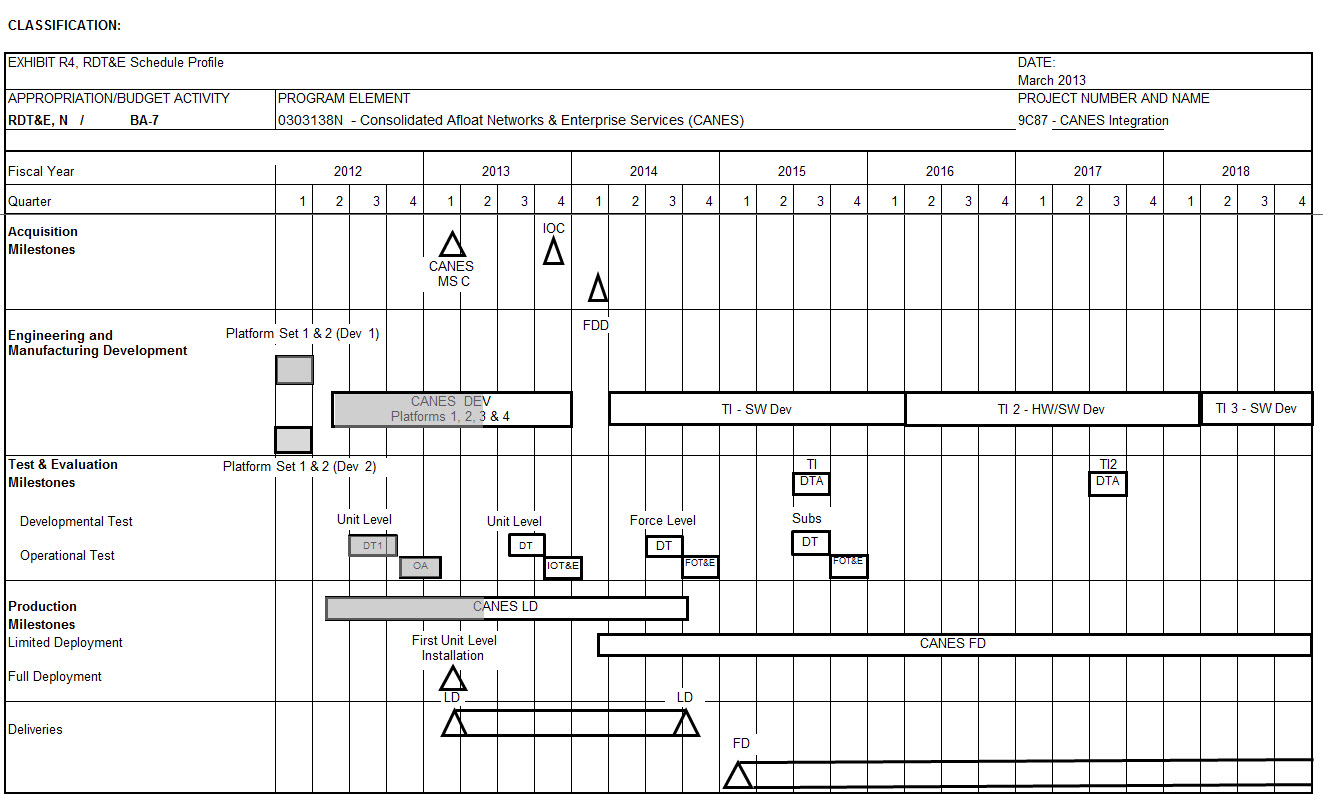 CLASSIFICATION:
EXHIBIT R4, RDT&E Schedule Profile
DATE:
March 2013
APPROPRIATION/BUDGET ACTIVITY
PROGRAM ELEMENT
PROJECT NUMBER AND NAME
RDT&E, N / BA-7
0303138N - Consolidated Afloat Networks & Enterprise Services (CANES)
9C87 - CANES Integration
Fiscal Year 2012 2013 2014 2015 2016 2017 2018
Quarter 1 2 3 4 1 2 3 4 1 2 3 4 1 2 3 4 1 2 3 4 1 2 3 4 1 2 3 4
Acquisition
Milestones
IOC
CANES
MS C
FDD
Engineering and
Manufacturing Development
Platform Set 1 & 2 (Dev 1)
CANES DEV
Platforms 1, 2, 3 & 4
TI - SW Dev
TI 2 - HW/SW Dev
TI 3 - SW Dev
Test & Evaluation
Milestones
Platform Set 1 & 2 (Dev 2)
TI
DTA
TI2
DTA
Developmental Test
Unit Level
Unit Level
Force Level
Subs
DT1
DT
DT
DT
Operational Test
OA
IOT&E
FOT&E
FOT&E
Production
Milestones
CANES LD
Limited Deployment
CANES FD
First Unit Level
Installation
Full Deployment
LD
LD
Deliveries
FD